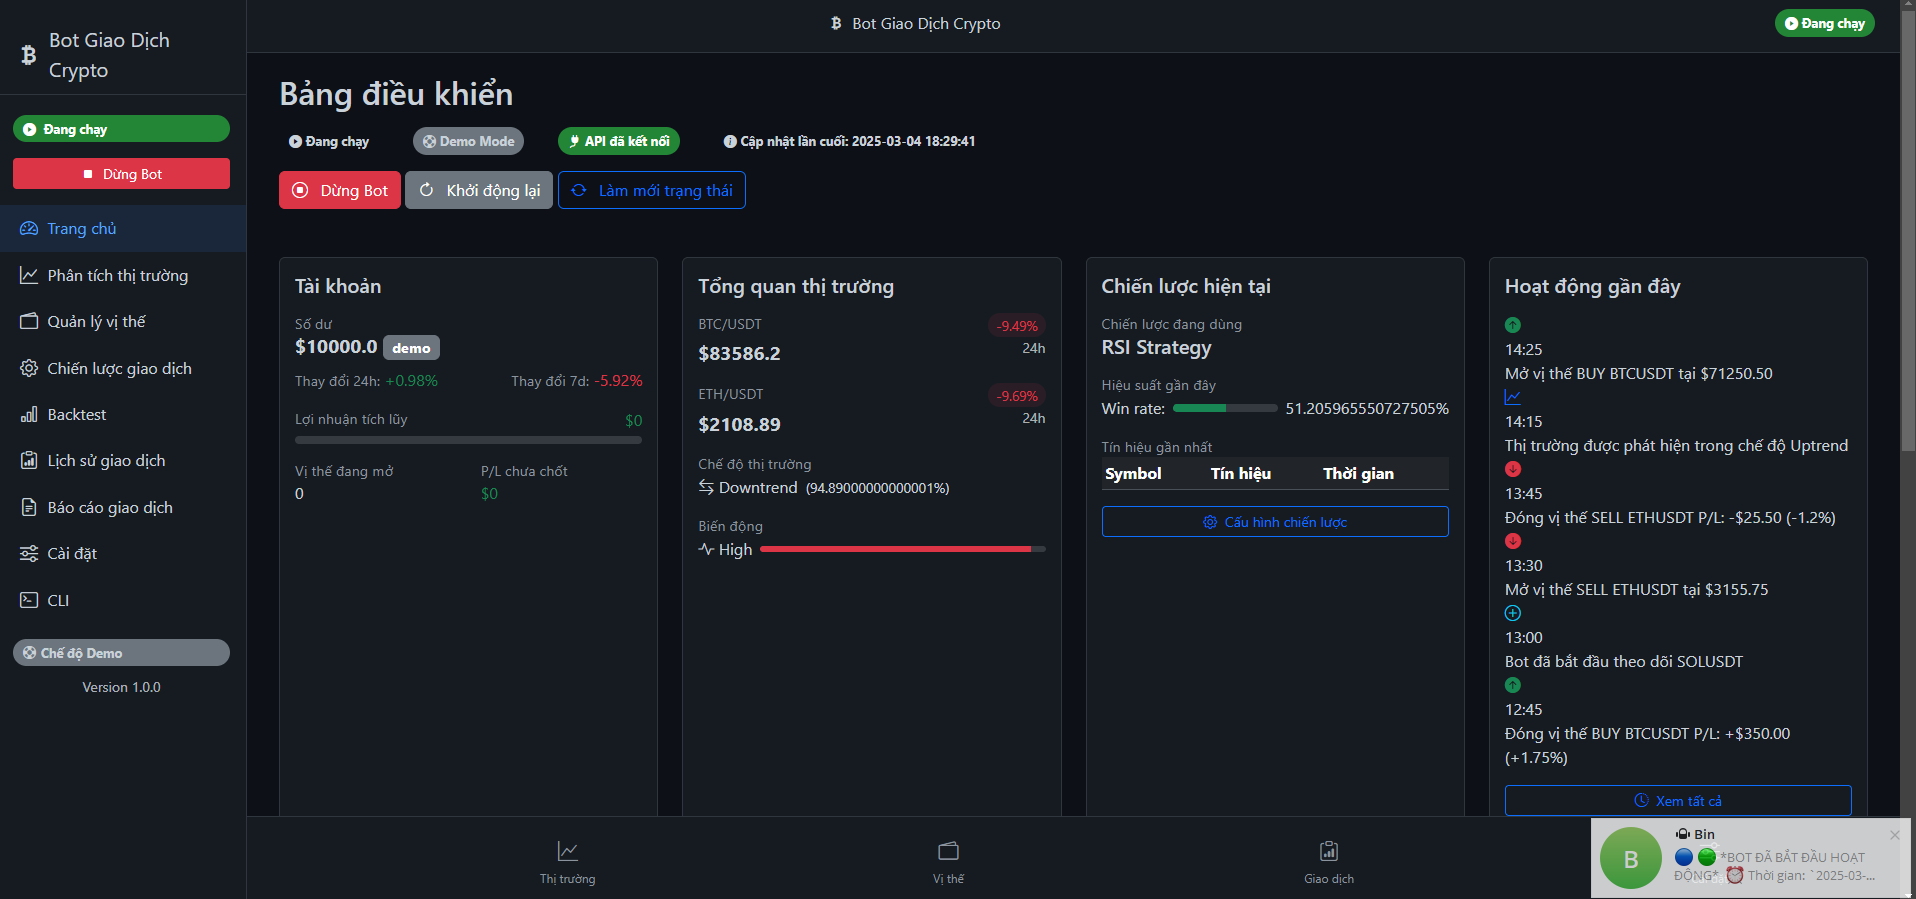 Bot Giao Dịch
Crypto
Đang chạy
Dừng Bot
Trang chủ
Phân tích thị trường
Quản lý vị thế
Chiến lược giao dịch
Backtest
Lịch sử giao dịch
Báo cáo giao dịch
Cài đặt
CLI
Chế độ Demo
Version 1.0.0
Bot Giao Dịch Crypto
Đang chạy
Bảng điều khiển
Đang chạy
Demo Mode
API đã kết nối
Cập nhật lần cuối: 2025-03-04 18:29:41
Dừng Bot
Khởi động lại
Làm mới trạng thái
Tài khoản
Số dư
$10000.0 demo
Thay đổi 24h: +0.98% Thay đổi 7d: -5.92%
Lợi nhuận tích lũy $0
Vị thế đang mở P/L chưa chốt
0 $0
Tổng quan thị trường
BTC/USDT -9.49%
$83586.2 24h
ETH/USDT -9.69%
$2108.89 24h
Chế độ thị trường
Downtrend (94.89000000000001%)
Biến động
High
Chiến lược hiện tại
Chiến lược đang dùng
RSI Strategy
Hiệu suất gần đây
Win rate: 51.205965550727505%
Tín hiệu gần nhất
Symbol Tín hiệu Thời gian
Cấu hình chiến lược
Hoạt động gần đây
14:25
Mở vị thế BUY BTCUSDT tại $71250.50
14:15
Thị trường được phát hiện trong chế độ Uptrend
13:45
Đóng vị thế SELL ETHUSDT P/L: -$25.50 (-1.2%)
13:30
Mở vị thế SELL ETHUSDT tại $3155.75
13:00
Bot đã bắt đầu theo dõi SOLUSDT
12:45
Đóng vị thế BUY BTCUSDT P/L: +$350.00
(+1.75%)
Xem tất cả
Thị trường
Vị thế
Giao dịch
B
Bin
*BOT ĐÃ BẮT ĐẦU HOẠT
ĐỘNG* Thời gian: `2025-03-...